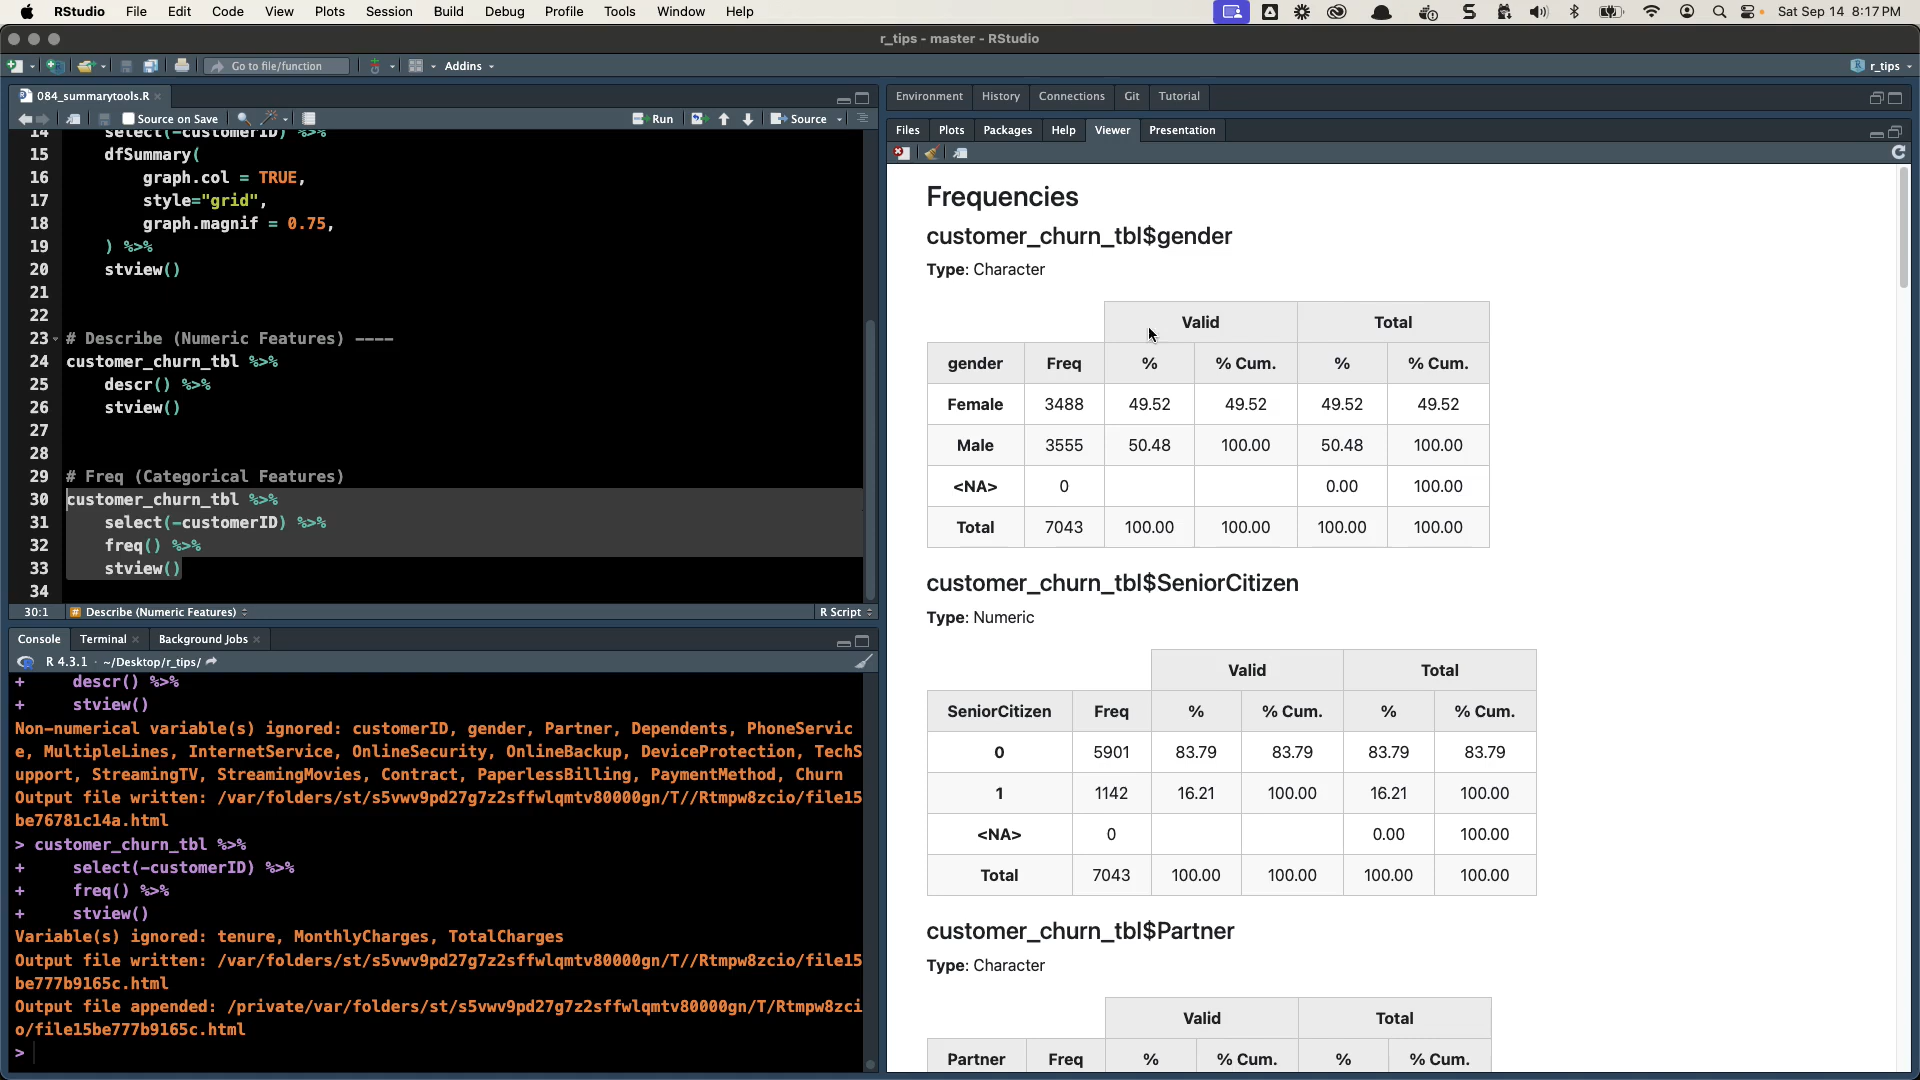 RStudio File Edit Code View Plots Session Build Debug Profile Tools Window Help Sat Sep 14 8:17 PM
r_tips - master - RStudio
Go to file/function Addins r_tips
084_summarytools.R
Source on Save Run Source
14 select(-customerID) %>%
15 dfSummary(
16 graph.col = TRUE,
17 style="grid",
18 graph.magnif = 0.75,
19 ) %>%
20 stview()
21
22
23 # Describe (Numeric Features) ----
24 customer_churn_tbl %>%
25 descr() %>%
26 stview()
27
28
29 # Freq (Categorical Features)
30 customer_churn_tbl %>%
31 select(-customerID) %>%
32 freq() %>%
33 stview()
34
30:1 # Describe (Numeric Features) R Script
Console Terminal Background Jobs
R 4.3.1 · ~/Desktop/r_tips/
+ descr() %>%
+ stview()
Non-numerical variable(s) ignored: customerID, gender, Partner, Dependents, PhoneServic
e, MultipleLines, InternetService, OnlineSecurity, OnlineBackup, DeviceProtection, TechS
upport, StreamingTV, StreamingMovies, Contract, PaperlessBilling, PaymentMethod, Churn
Output file written: /var/folders/st/s5vwv9pd27g7z2sffwlqmtv80000gn/T//Rtmpw8zcio/file15
be76781c14a.html
> customer_churn_tbl %>%
+ select(-customerID) %>%
+ freq() %>%
+ stview()
Variable(s) ignored: tenure, MonthlyCharges, TotalCharges
Output file written: /var/folders/st/s5vwv9pd27g7z2sffwlqmtv80000gn/T//Rtmpw8zcio/file15
be777b9165c.html
Output file appended: /private/var/folders/st/s5vwv9pd27g7z2sffwlqmtv80000gn/T/Rtmpw8zci
o/file15be777b9165c.html
>
Environment History Connections Git Tutorial
Files Plots Packages Help Viewer Presentation
Frequencies
customer_churn_tbl$gender
Type: Character
Valid Total
gender Freq % % Cum. % % Cum.
Female 3488 49.52 49.52 49.52 49.52
Male 3555 50.48 100.00 50.48 100.00
<NA> 0 0.00 100.00
Total 7043 100.00 100.00 100.00 100.00
customer_churn_tbl$SeniorCitizen
Type: Numeric
Valid Total
SeniorCitizen Freq % % Cum. % % Cum.
0 5901 83.79 83.79 83.79 83.79
1 1142 16.21 100.00 16.21 100.00
<NA> 0 0.00 100.00
Total 7043 100.00 100.00 100.00 100.00
customer_churn_tbl$Partner
Type: Character
Valid Total
Partner Freq % % Cum. % % Cum.